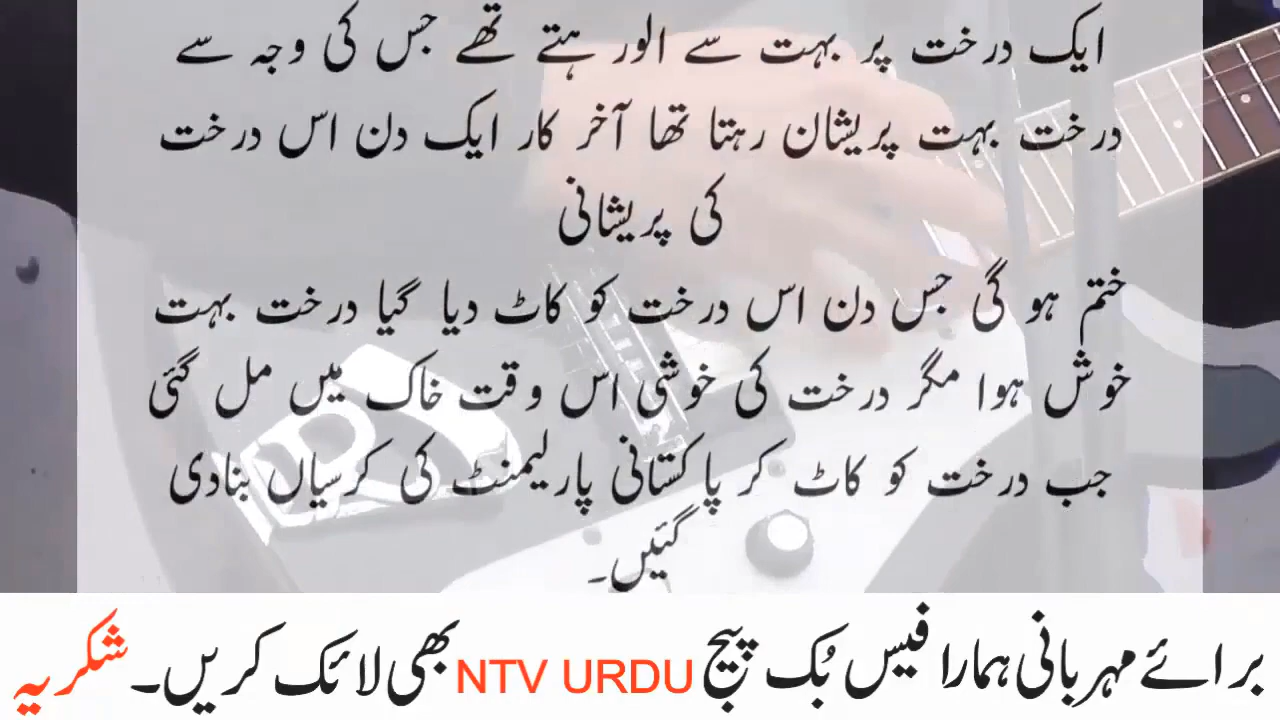 ایک درخت پر بہت سے الور ہتے تھے جس کی وجہ سے
درخت بہت پریشان رہتا تھا آخر کار ایک دن اس درخت
کی پریشانی
ختم ہو گی جس دن اس درخت کو کاٹ دیا گیا درخت بہت
خوش ہوا مگر درخت کی خوشی اس وقت خاک میں مل گئی
جب درخت کو کاٹ کر پاکستانی پارلیمنٹ کی کرسیاں بنادی
گئیں۔
برائے مہربانی ہمارا فیس بُک پیج NTV URDU بھی لائک کریں۔ شکریہ